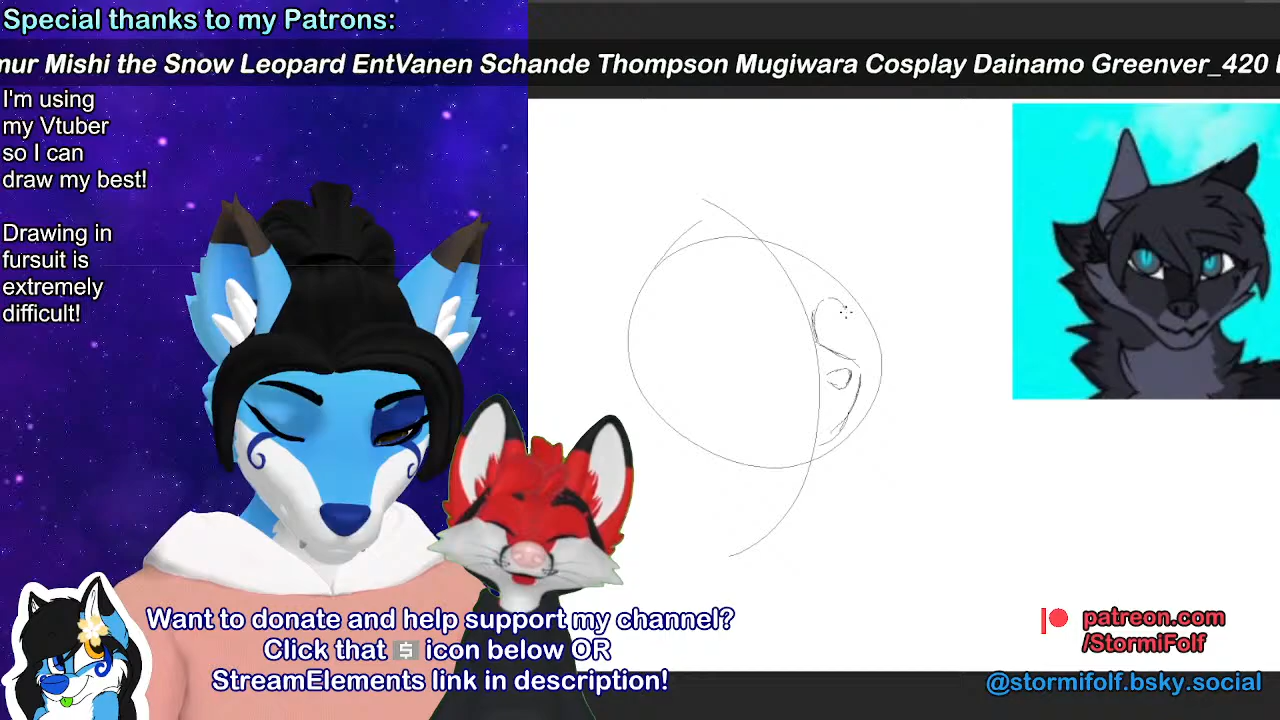 Special thanks to my Patrons:
Mishi the Snow Leopard EntVanen Schande Thompson Mugiwara Cosplay Dainamo Greenver_420
I'm using
my Vtuber
so I can
draw my best!
Drawing in
fursuit is
extremely
difficult!
Want to donate and help support my channel?
Click that $ icon below OR
StreamElements link in description!
patreon.com
/StormiFolf
@stormifolf.bsky.social